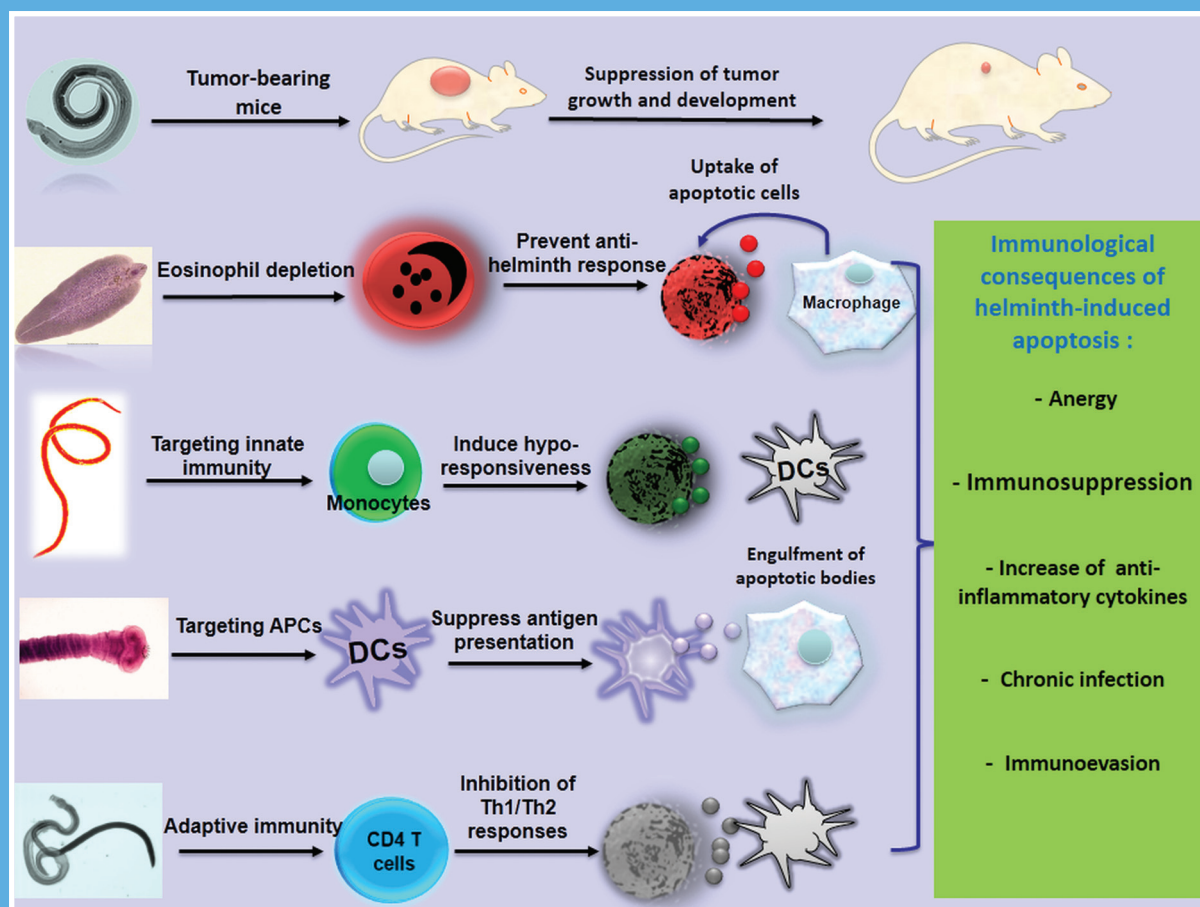 Tumor-bearing
mice
Suppression of tumor
growth and development
Uptake of
apoptotic cells
Eosinophil depletion
Prevent anti-
helminth response
Macrophage
Targeting innate
immunity
Monocytes
Induce hypo-
responsiveness
DCs
Engulfment of
apoptotic bodies
Targeting APCs
DCs
Suppress antigen
presentation
Adaptive immunity
CD4 T
cells
Inhibition of
Th1/Th2
responses
Immunological
consequences of
helminth-induced
apoptosis :
- Anergy
- Immunosuppression
- Increase of anti-
inflammatory cytokines
- Chronic infection
- Immunoevasion